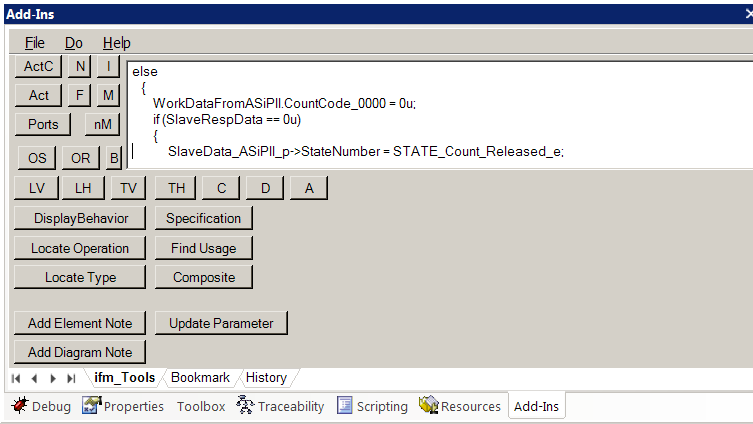 Add-Ins
File Do Help
ActC N I
else
{
Act F M
WorkDataFromASiPII.CountCode_0000 = 0u;
if (SlaveRespData == 0u)
Ports nM
{
OS OR B
SlaveData_ASiPII_p->StateNumber = STATE_Count_Released_e;
LV LH TV TH C D A
DisplayBehavior Specification
Locate Operation Find Usage
Locate Type Composite
Add Element Note Update Parameter
Add Diagram Note
ifm_Tools Bookmark History
Debug Properties Toolbox Traceability Scripting Resources Add-Ins